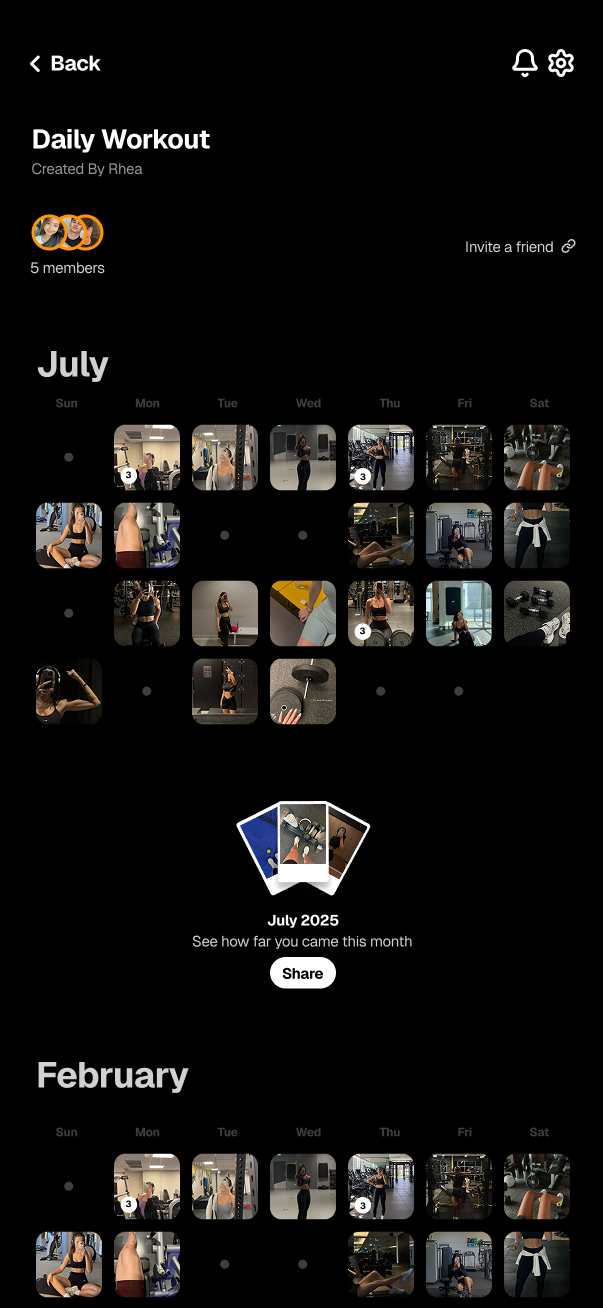 Back
Daily Workout
Created By Rhea
5 members
Invite a friend
July
Sun Mon Tue Wed Thu Fri Sat
3
3
3
July 2025
See how far you came this month
Share
February
Sun Mon Tue Wed Thu Fri Sat
3
3